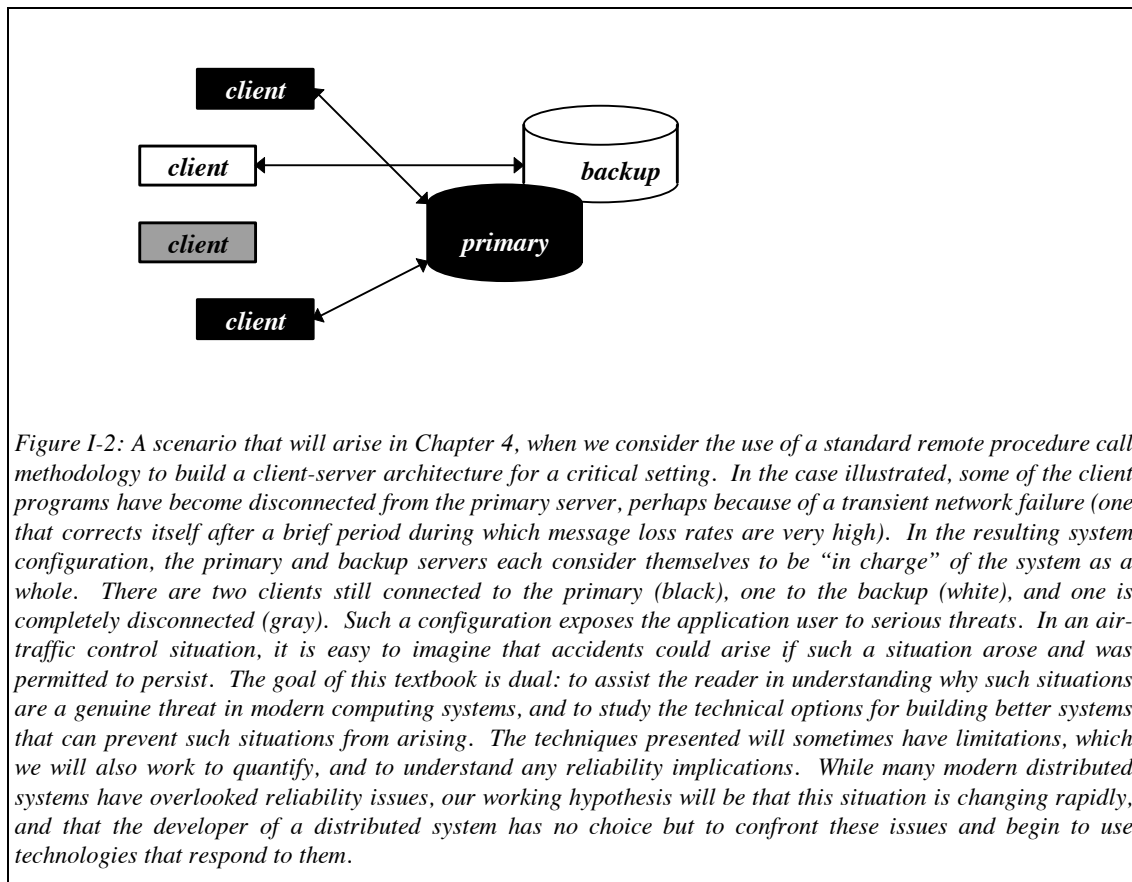 client
client
backup
client
primary
client
Figure I-2: A scenario that will arise in Chapter 4, when we consider the use of a standard remote procedure call
methodology to build a client-server architecture for a critical setting. In the case illustrated, some of the client
programs have become disconnected from the primary server, perhaps because of a transient network failure (one
that corrects itself after a brief period during which message loss rates are very high). In the resulting system
configuration, the primary and backup servers each consider themselves to be “in charge” of the system as a
whole. There are two clients still connected to the primary (black), one to the backup (white), and one is
completely disconnected (gray). Such a configuration exposes the application user to serious threats. In an air-
traffic control situation, it is easy to imagine that accidents could arise if such a situation arose and was
permitted to persist. The goal of this textbook is dual: to assist the reader in understanding why such situations
are a genuine threat in modern computing systems, and to study the technical options for building better systems
that can prevent such situations from arising. The techniques presented will sometimes have limitations, which
we will also work to quantify, and to understand any reliability implications. While many modern distributed
systems have overlooked reliability issues, our working hypothesis will be that this situation is changing rapidly,
and that the developer of a distributed system has no choice but to confront these issues and begin to use
technologies that respond to them.